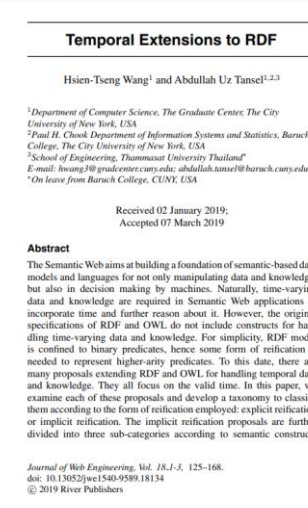 Temporal Extensions to RDF
Hsien-Tseng Wang¹ and Abdullah Uz Tansel¹,²,³
¹Department of Computer Science, The Graduate Center, The City
University of New York, USA
²Paul H. Chook Department of Information Systems and Statistics, Baruch
College, The City University of New York, USA
³School of Engineering, Thammasat University Thailand*
E-mail: hwang3@gradcenter.cuny.edu; abdullah.tansel@baruch.cuny.edu
*On leave from Baruch College, CUNY, USA
Received 02 January 2019;
Accepted 07 March 2019
Abstract
The Semantic Web aims at building a foundation of semantic-based da
models and languages for not only manipulating data and knowledg
but also in decision making by machines. Naturally, time-varyin
data and knowledge are required in Semantic Web applications
incorporate time and further reason about it. However, the origin
specifications of RDF and OWL do not include constructs for ha
dling time-varying data and knowledge. For simplicity, RDF mod
is confined to binary predicates, hence some form of reification
needed to represent higher-arity predicates. To this date, there a
many proposals extending RDF and OWL for handling temporal da
and knowledge. They all focus on the valid time. In this paper, w
examine each of these proposals and develop a taxonomy to classi
them according to the form of reification employed: explicit reificatio
or implicit reification. The implicit reification proposals are furth
divided into three sub-categories according to semantic construc
Journal of Web Engineering, Vol. 18_1-3, 125–168.
doi: 10.13052/jwe1540-9589.18134
© 2019 River Publishers